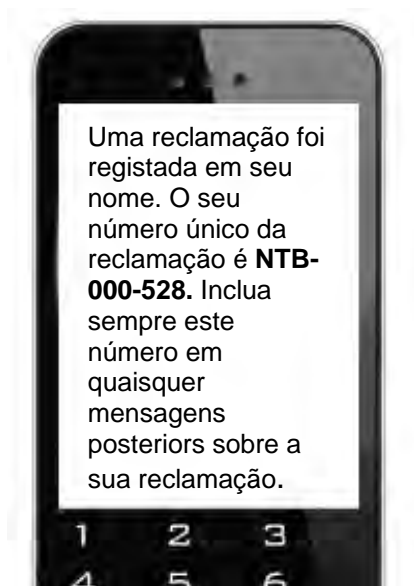 Uma reclamação foi
registada em seu
nome. O seu
número único da
reclamação é NTB-
000-528. Inclua
sempre este
número em
quaisquer
mensagens
posteriors sobre a
sua reclamação.
1 2 3
4 5 6